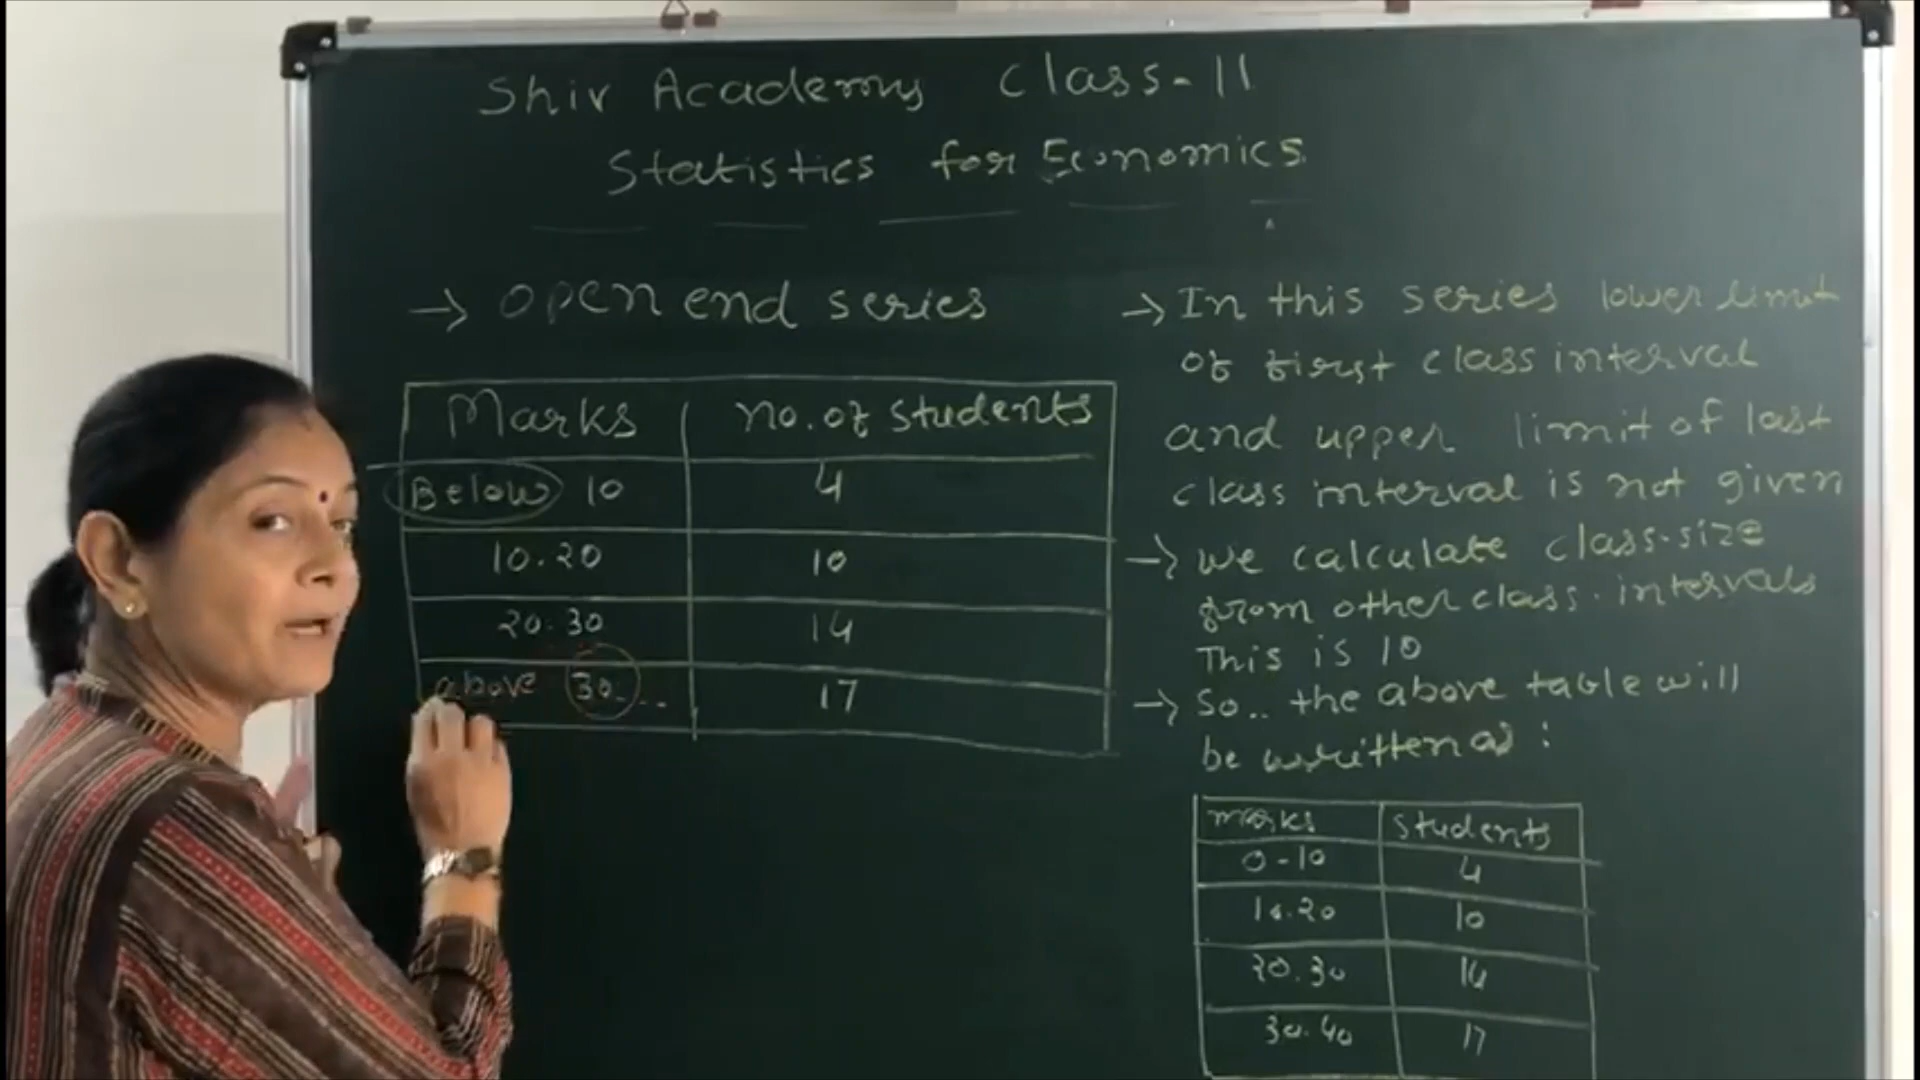 Shiv Academy Class-11
Statistics for Economics
→ open end series
Marks no. of students
Below 10 4
10-20 10
20-30 14
above 30-.. 17
→ In this series lower limit
of first class interval
and upper limit of last
class interval is not given
→ we calculate class-size
from other class-intervals
This is 10
→ So.. the above table will
be written as :
marks students
0-10 4
10-20 10
20-30 14
30-40 17